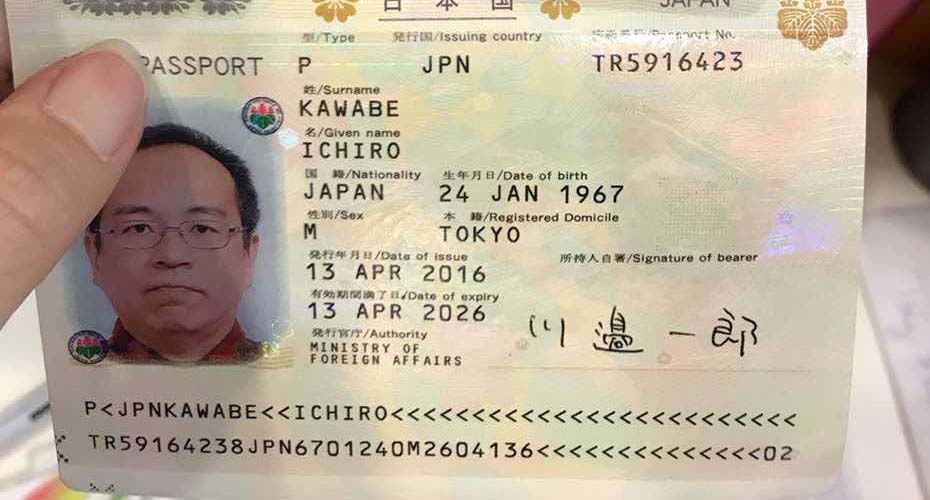 日本国
JAPAN
型/Type 発行国/Issuing country Passport No.
PASSPORT P JPN TR5916423
姓/Surname
KAWABE
名/Given name
ICHIRO
国 籍/Nationality 生年月日/Date of birth
JAPAN 24 JAN 1967
性別/Sex 本 籍/Registered Domicile
M TOKYO
発行年月日/Date of issue 所持人自署/Signature of bearer
13 APR 2016
有効期間満了日/Date of expiry
13 APR 2026
川邉一郎
発行官庁/Authority
MINISTRY OF
FOREIGN AFFAIRS
P<JPNKAWABE<<ICHIRO<<<<<<<<<<<<<<<<<<<<<<<<<
TR59164238JPN6701240M2604136<<<<<<<<<<<<<<02